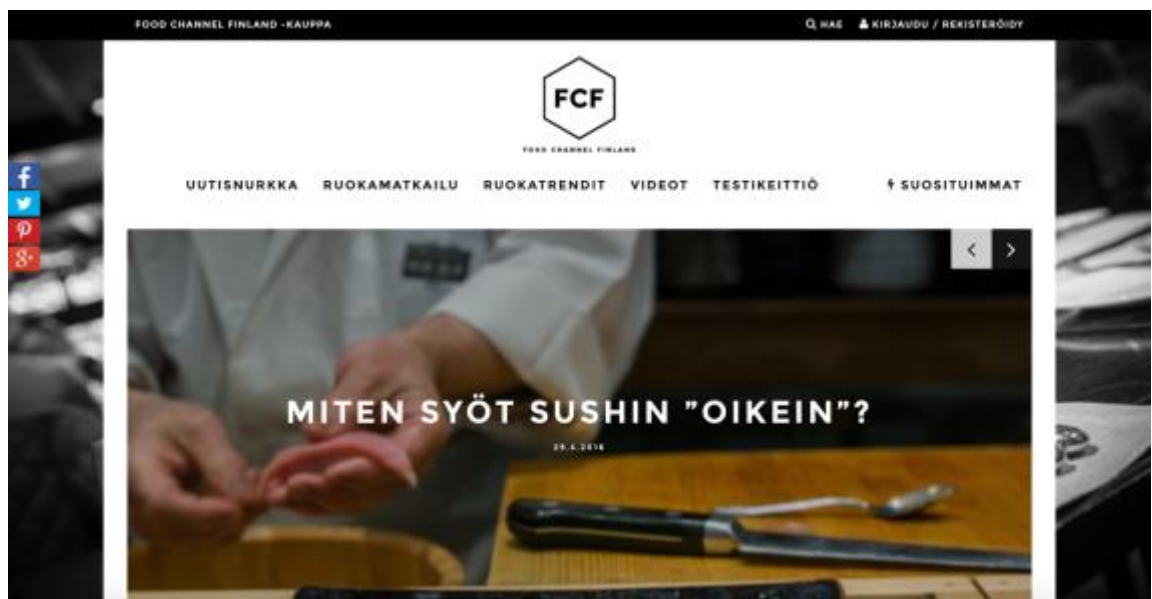 FOOD CHANNEL FINLAND -KAUPPA
HAE
KIRJAUDU / REKISTERÖIDY
FCF
FOOD CHANNEL FINLAND
UUTISNURKKA RUOKAMATKAILU RUOKATRENDIT VIDEOT TESTIKEITTIÖ SUOSITUIMMAT
MITEN SYÖT SUSHIN ”OIKEIN”?
29.4.2016